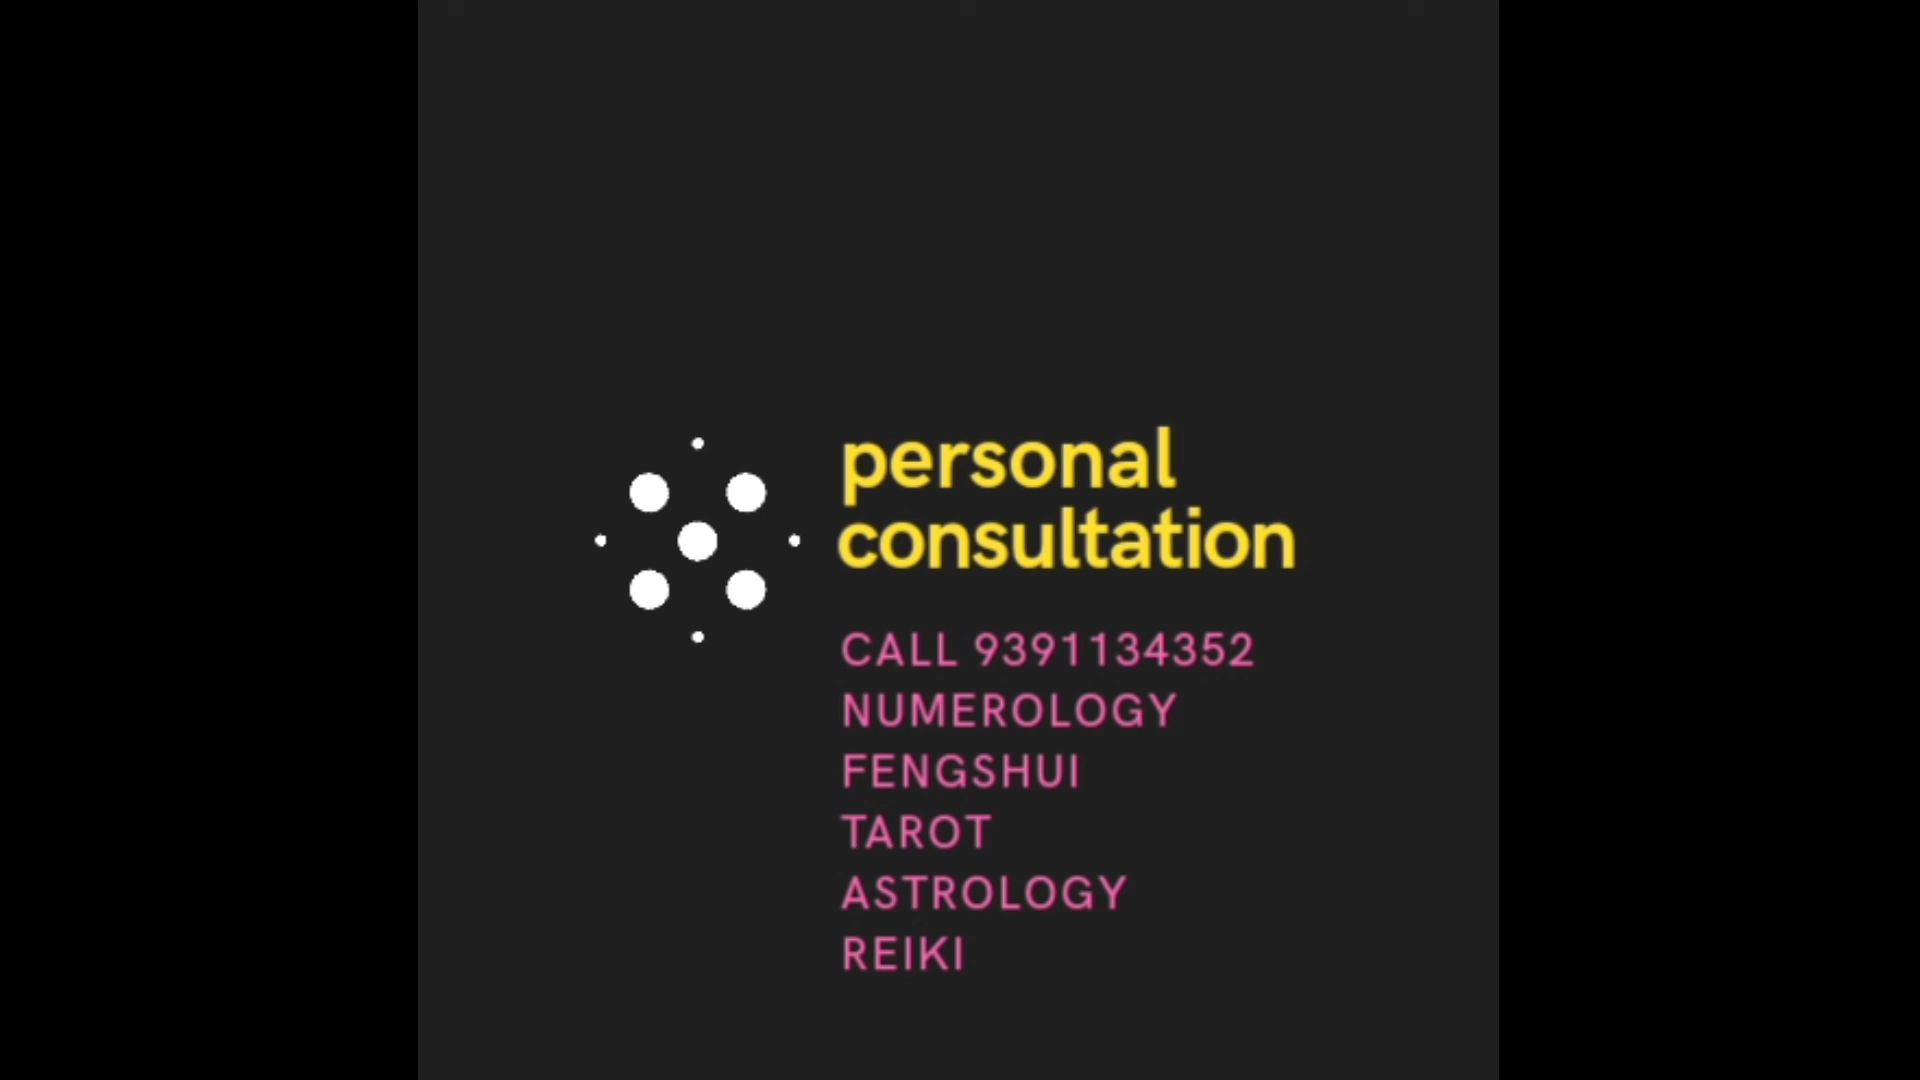 personal
consultation
CALL 9391134352
NUMEROLOGY
FENGSHUI
TAROT
ASTROLOGY
REIKI